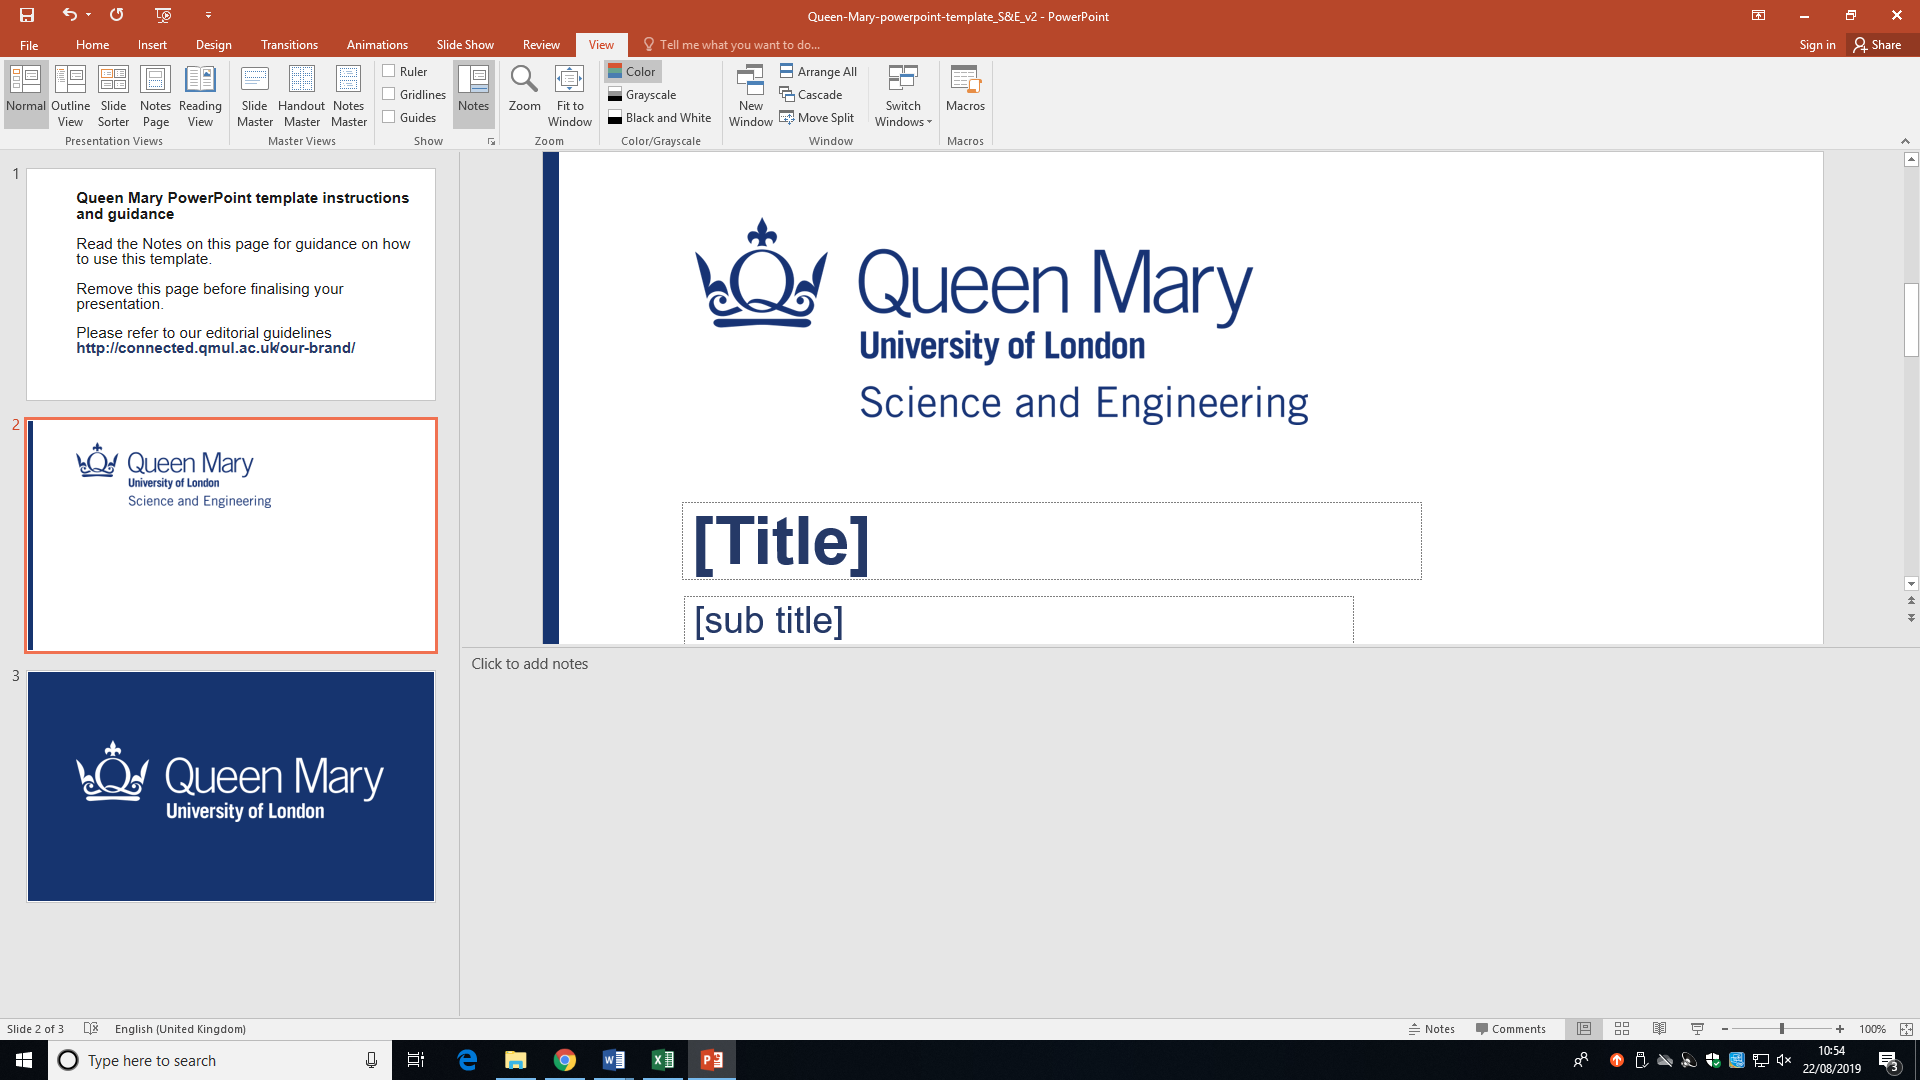 Queen-Mary-powerpoint-template_S&E_v2 - PowerPoint
File Home Insert Design Transitions Animations Slide Show Review View Tell me what you want to do... Sign in Share
Normal Outline View Slide Sorter Notes Page Reading View
Presentation Views
Slide Master Handout Master Notes Master
Master Views
Ruler
Gridlines
Guides
Notes
Show
Zoom Fit to Window
Zoom
Color
Grayscale
Black and White
Color/Grayscale
New Window
Arrange All
Cascade
Move Split
Switch Windows
Window
Macros
Macros
1
Queen Mary PowerPoint template instructions
and guidance
Read the Notes on this page for guidance on how
to use this template.
Remove this page before finalising your
presentation.
Please refer to our editorial guidelines
http://connected.qmul.ac.uk/our-brand/
2
Queen Mary
University of London
Science and Engineering
3
Queen Mary
University of London
Queen Mary
University of London
Science and Engineering
[Title]
[sub title]
Click to add notes
Slide 2 of 3 English (United Kingdom) Notes Comments 100%
Type here to search
10:54
22/08/2019
3